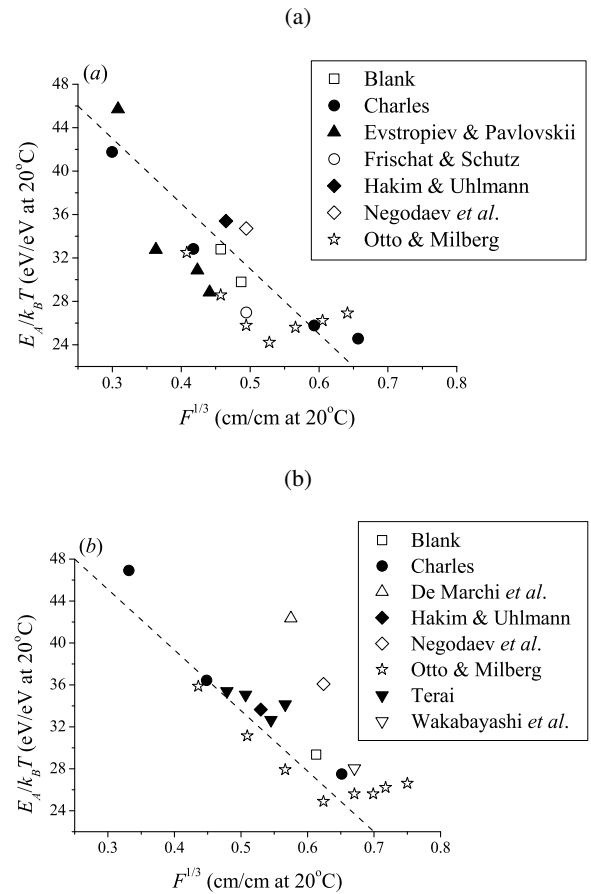 (a)
(a)
Blank
Charles
Evstropiev & Pavlovskii
Frischat & Schutz
Hakim & Uhlmann
Negodaev et al.
Otto & Milberg
48
44
40
36
32
28
24
0.3 0.4 0.5 0.6 0.7 0.8
E_A/k_BT (eV/eV at 20°C)
F^1/3 (cm/cm at 20°C)
(b)
(b)
Blank
Charles
De Marchi et al.
Hakim & Uhlmann
Negodaev et al.
Otto & Milberg
Terai
Wakabayashi et al.
48
44
40
36
32
28
24
0.3 0.4 0.5 0.6 0.7 0.8
E_A/k_BT (eV/eV at 20°C)
F^1/3 (cm/cm at 20°C)